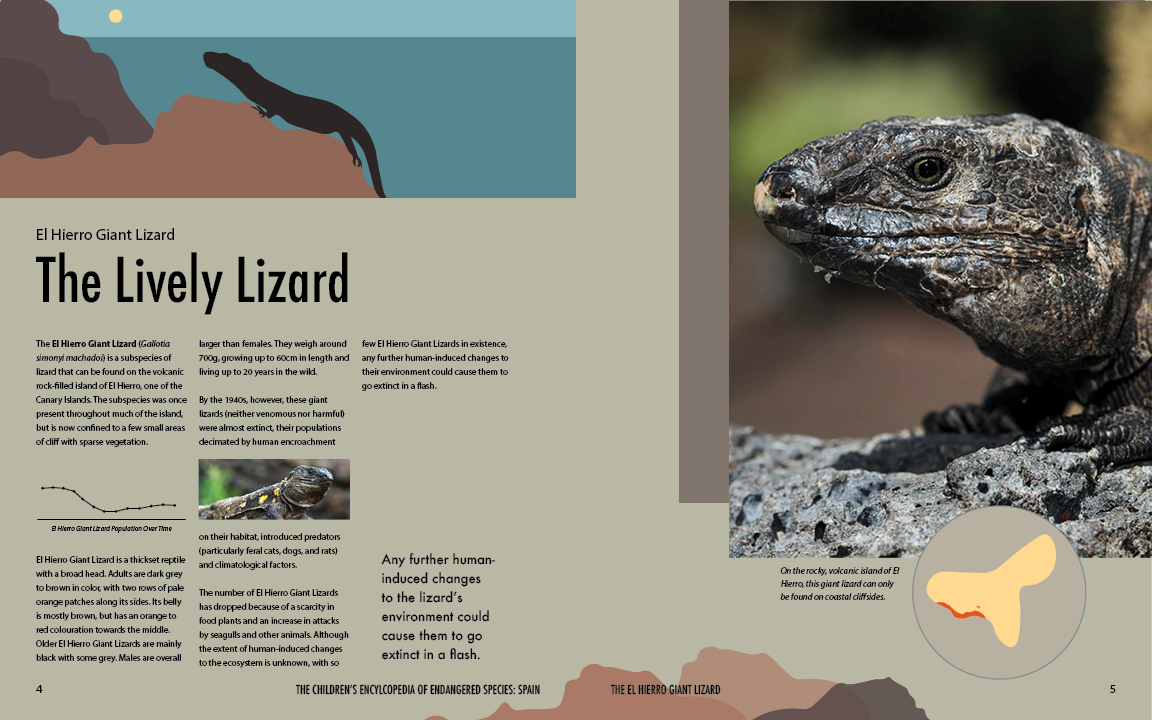 El Hierro Giant Lizard
The Lively Lizard
The El Hierro Giant Lizard (Gallotia
simonyi machadoi) is a subspecies of
lizard that can be found on the volcanic
rock-filled island of El Hierro, one of the
Canary Islands. The subspecies was once
present throughout much of the island,
but is now confined to a few small areas
of cliff with sparse vegetation.
El Hierro Giant Lizard Population Over Time
El Hierro Giant Lizard is a thickset reptile
with a broad head. Adults are dark grey
to brown in color, with two rows of pale
orange patches along its sides. Its belly
is mostly brown, but has an orange to
red colouration towards the middle.
Older El Hierro Giant Lizards are mainly
black with some grey. Males are overall
larger than females. They weigh around
700g, growing up to 60cm in length and
living up to 20 years in the wild.
By the 1940s, however, these giant
lizards (neither venomous nor harmful)
were almost extinct, their populations
decimated by human encroachment
on their habitat, introduced predators
(particularly feral cats, dogs, and rats)
and climatological factors.
The number of El Hierro Giant Lizards
has dropped because of a scarcity in
food plants and an increase in attacks
by seagulls and other animals. Although
the extent of human-induced changes
to the ecosystem is unknown, with so
few El Hierro Giant Lizards in existence,
any further human-induced changes to
their environment could cause them to
go extinct in a flash.
Any further human-
induced changes
to the lizard's
environment could
cause them to go
extinct in a flash.
On the rocky, volcanic island of El
Hierro, this giant lizard can only
be found on coastal cliffsides.
4
THE CHILDREN'S ENCYLCOPEDIA OF ENDANGERED SPECIES: SPAIN
THE EL HIERRO GIANT LIZARD
5